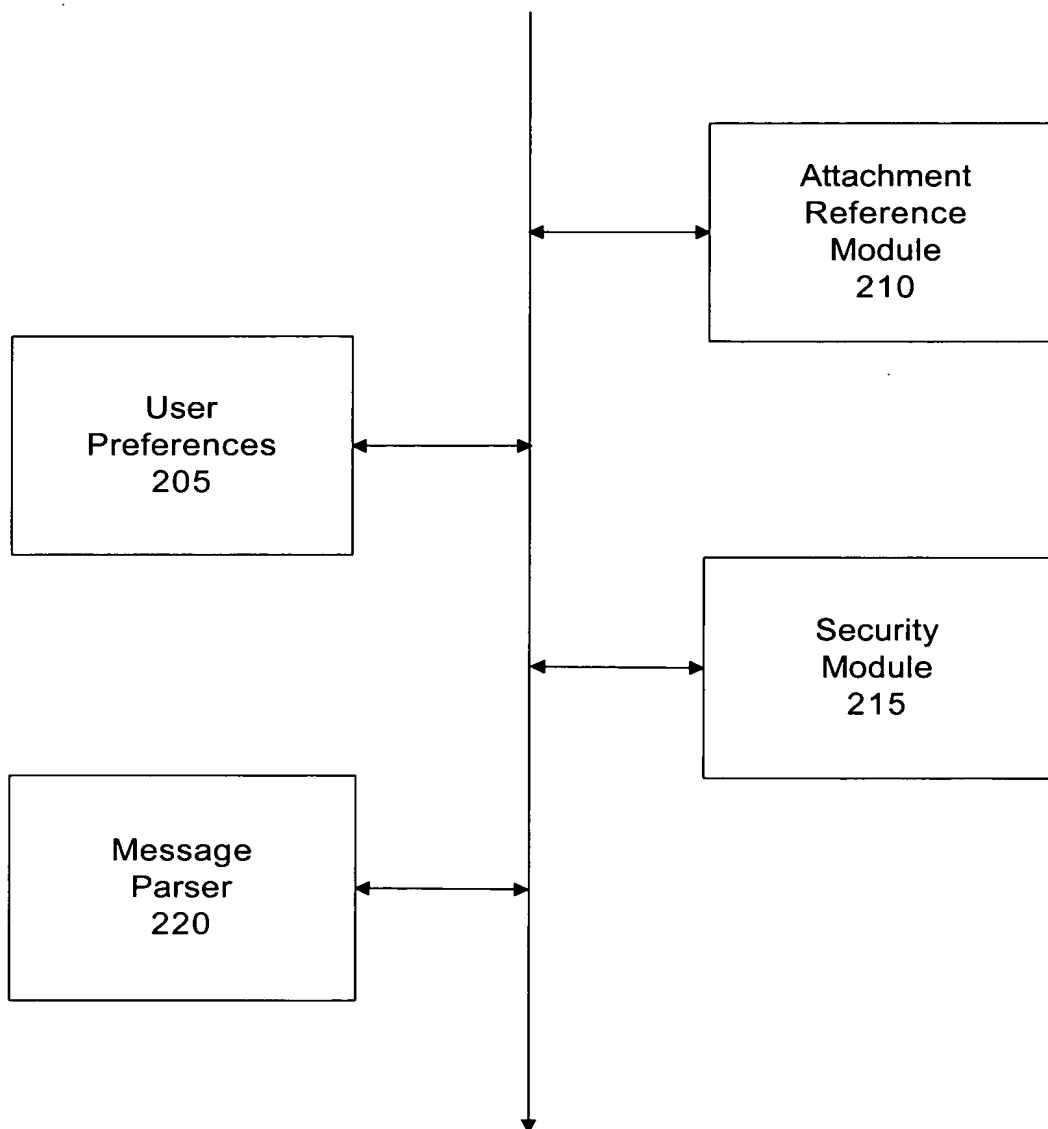 Attachment
Reference
Module
210
User
Preferences
205
Security
Module
215
Message
Parser
220